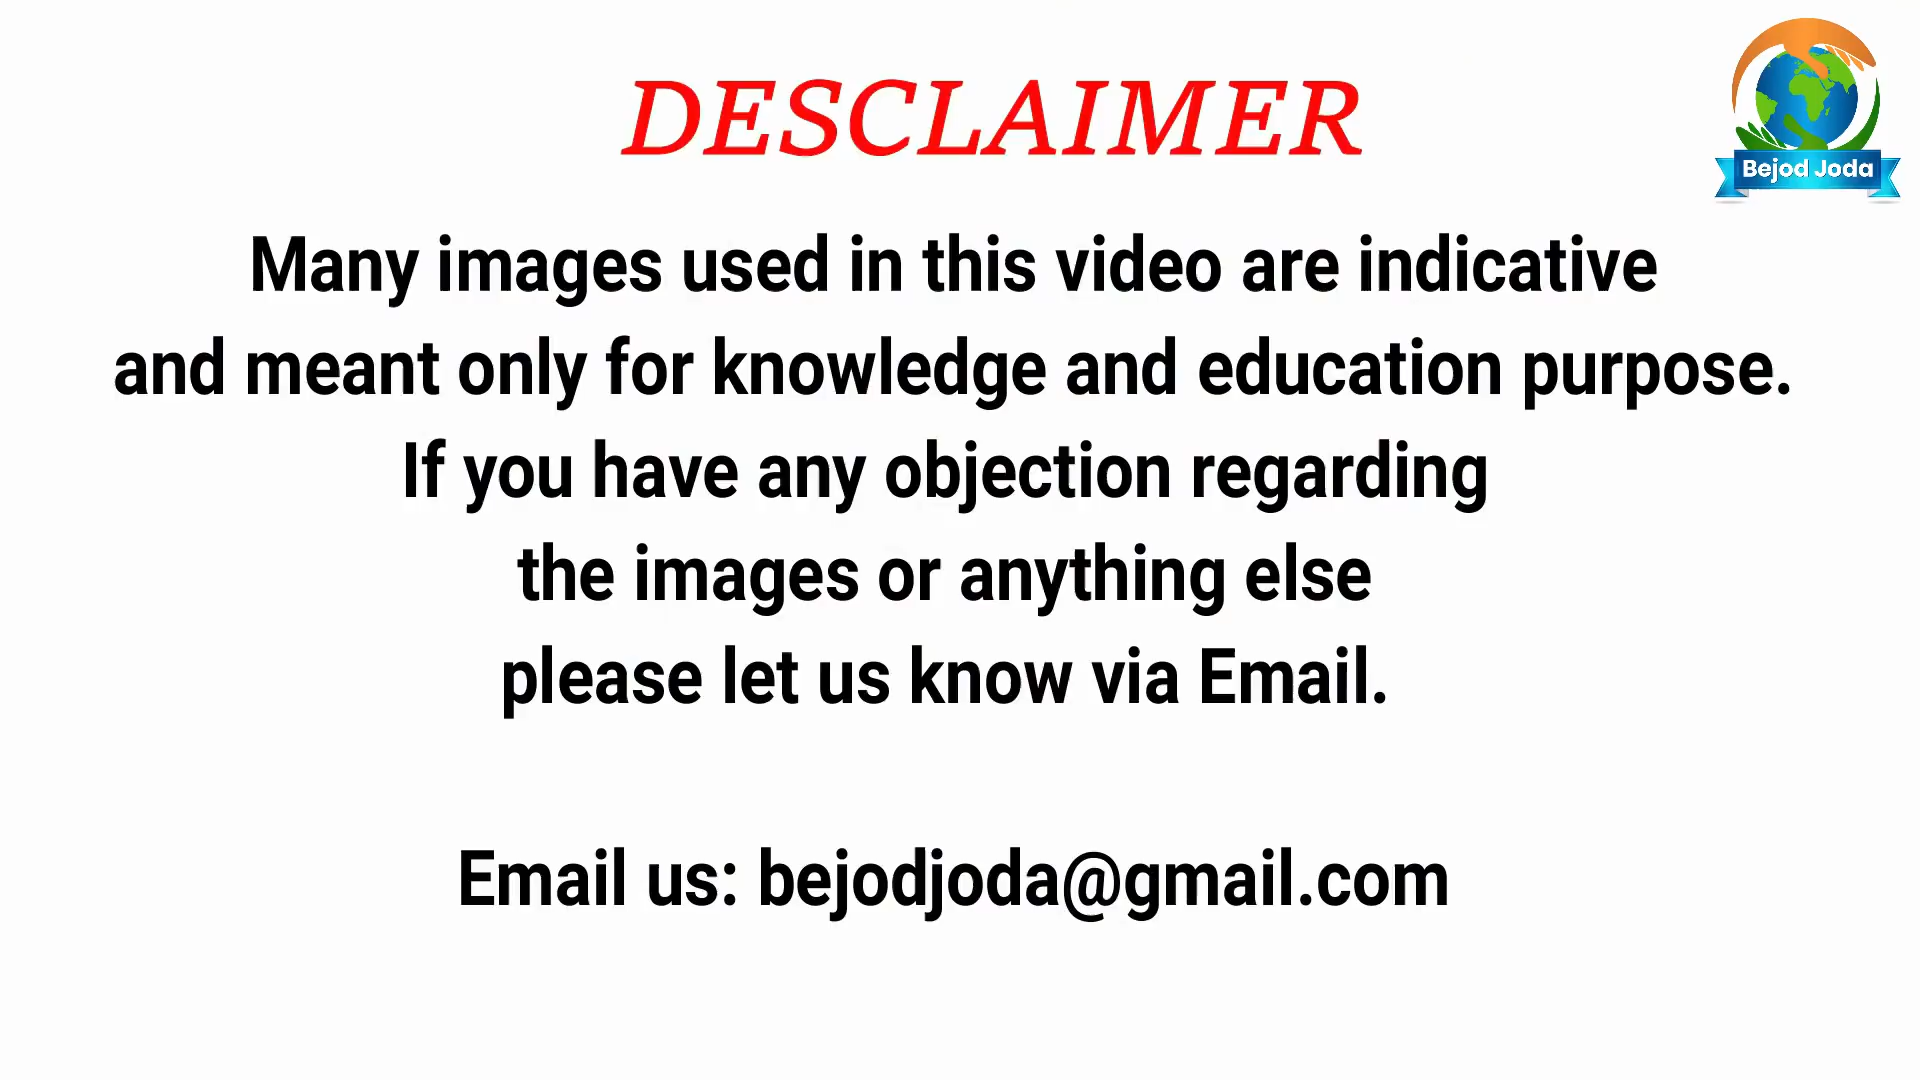 DESCLAIMER
Bejod Joda
Many images used in this video are indicative
and meant only for knowledge and education purpose.
If you have any objection regarding
the images or anything else
please let us know via Email.
Email us: bejodjoda@gmail.com